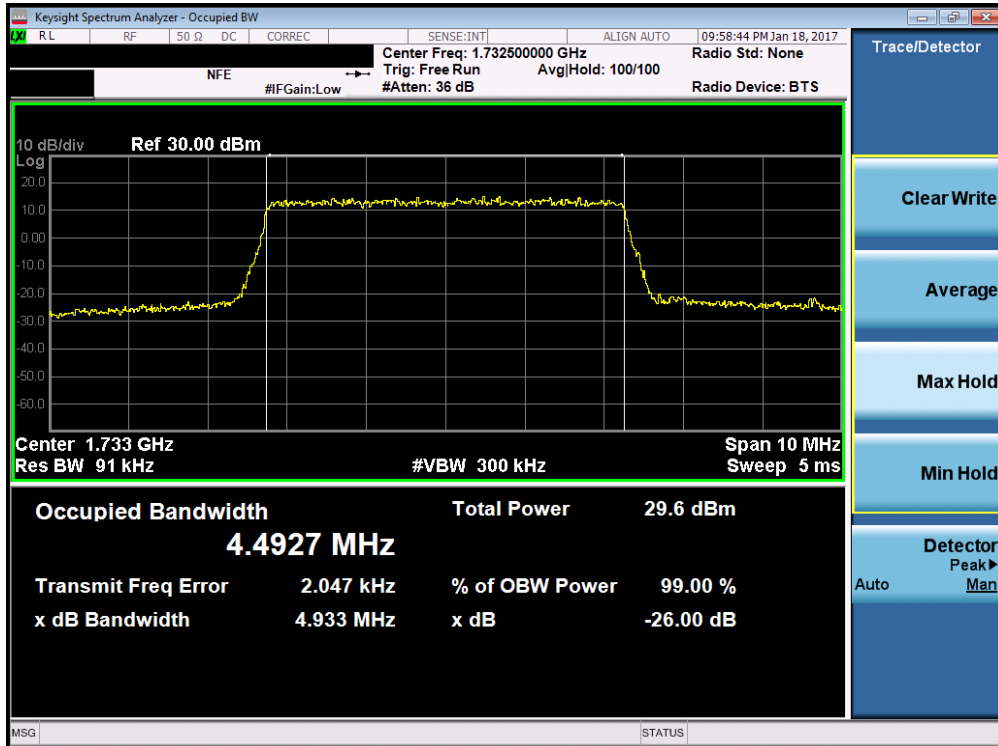 Keysight Spectrum Analyzer - Occupied BW
LXI RL RF 50 Ω DC CORREC SENSE:INT ALIGN AUTO 09:58:44 PM Jan 18, 2017
Center Freq: 1.732500000 GHz Radio Std: None
NFE Trig: Free Run Avg|Hold: 100/100
#IFGain:Low #Atten: 36 dB Radio Device: BTS
10 dB/div Ref 30.00 dBm
Log
20.0
10.0
0.00
-10.0
-20.0
-30.0
-40.0
-50.0
-60.0
Center 1.733 GHz Span 10 MHz
Res BW 91 kHz #VBW 300 kHz Sweep 5 ms
Occupied Bandwidth Total Power 29.6 dBm
4.4927 MHz
Transmit Freq Error 2.047 kHz % of OBW Power 99.00 %
x dB Bandwidth 4.933 MHz x dB -26.00 dB
MSG STATUS
Trace/Detector
Clear Write
Average
Max Hold
Min Hold
Detector
Peak▶
Auto Man